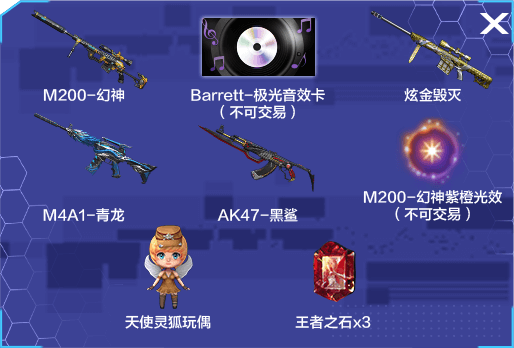 M200-幻神
Barrett-极光音效卡
（不可交易）
炫金毁灭
M4A1-青龙
AK47-黑鲨
M200-幻神紫橙光效
（不可交易）
天使灵狐玩偶
王者之石x3